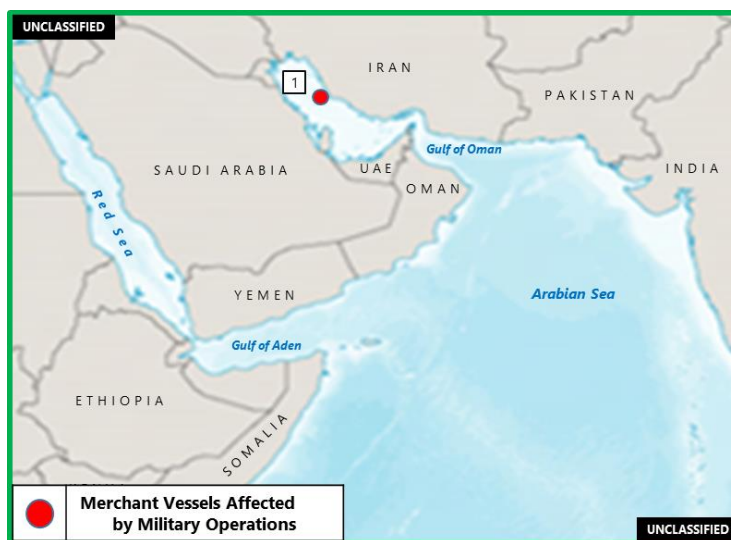 UNCLASSIFIED
1
IRAN
PAKISTAN
Gulf of Oman
SAUDI ARABIA
UAE
INDIA
OMAN
Red Sea
YEMEN
Arabian Sea
Gulf of Aden
ETHIOPIA
SOMALIA
Merchant Vessels Affected
by Military Operations
UNCLASSIFIED